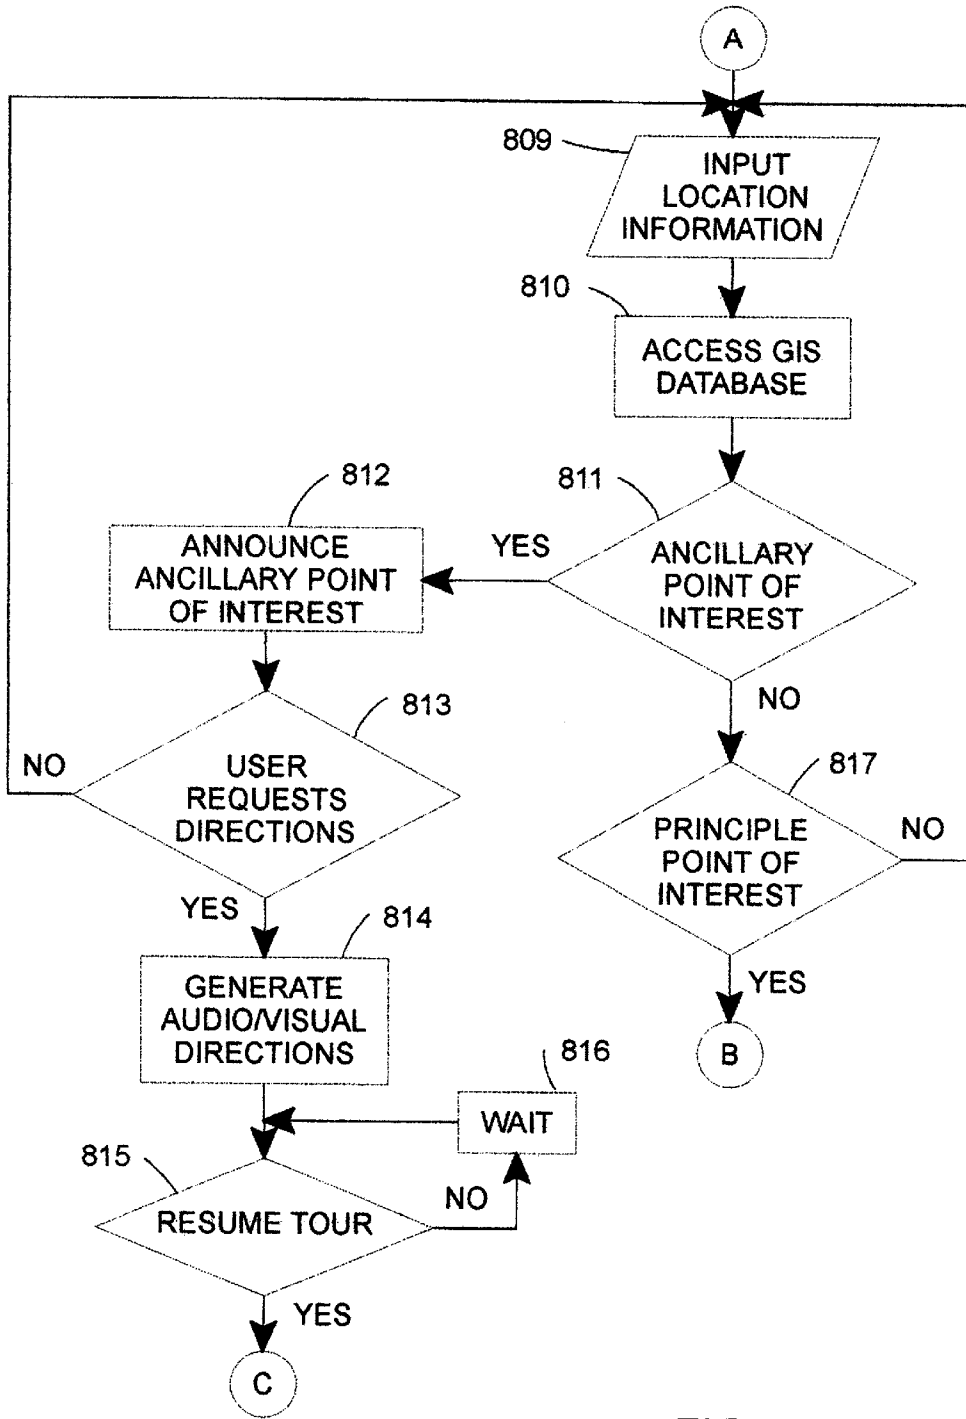 A
809
INPUT
LOCATION
INFORMATION
810
ACCESS GIS
DATABASE
811
ANCILLARY
POINT OF
INTEREST
YES
812
ANNOUNCE
ANCILLARY POINT
OF INTEREST
NO
813
USER
REQUESTS
DIRECTIONS
NO
817
PRINCIPLE
POINT OF
INTEREST
NO
YES
814
GENERATE
AUDIO/VISUAL
DIRECTIONS
YES
B
816
WAIT
815
RESUME TOUR
NO
YES
C